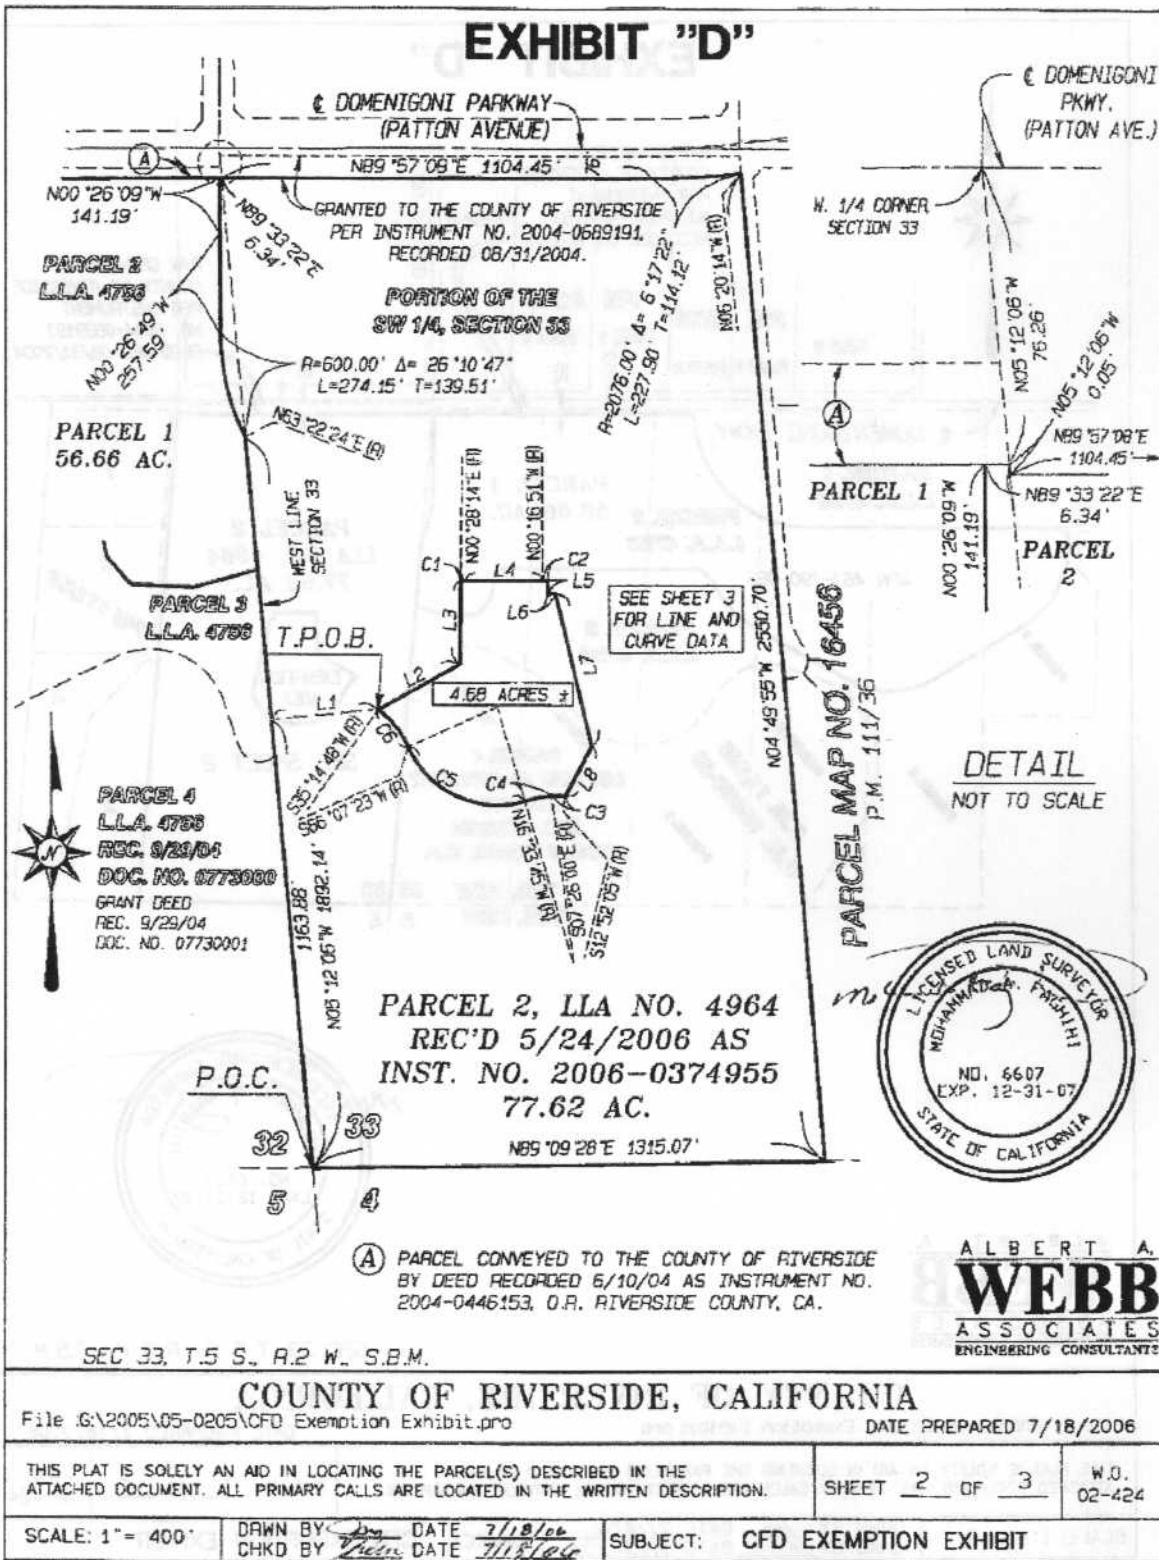 EXHIBIT "D"
℄ DOMENIGONI PARKWAY
(PATTON AVENUE)
℄ DOMENIGONI
PKWY.
(PATTON AVE.)
A
N89°57'09"E 1104.45'
N00°26'09"W
141.19'
N89°33'22"E
6.34'
GRANTED TO THE COUNTY OF RIVERSIDE
PER INSTRUMENT NO. 2004-0689191,
RECORDED 08/31/2004.
W. 1/4 CORNER
SECTION 33
PARCEL 2
L.L.A. 4756
PORTION OF THE
SW 1/4, SECTION 33
N00°26'49"W
257.59'
R=600.00' Δ= 26°10'47"
L=274.15' T=139.51'
R=2076.00' Δ= 6°17'22"
L=227.90' T=114.12'
N06°20'14"W (R)
N05°12'06"W
76.26
N05°12'06"W
0.05'
A
N63°22'24"E (R)
PARCEL 1
56.66 AC.
N89°57'08"E
1104.45'
PARCEL 1
N89°33'22"E
6.34'
N00°26'09"W
141.19'
PARCEL
2
WEST LINE
SECTION 33
N00°28'14"E (R)
N00°16'51"W (R)
C1
L4
C2
L5
L6
L3
SEE SHEET 3
FOR LINE AND
CURVE DATA
PARCEL 3
L.L.A. 4756
T.P.O.B.
L2
L7
4.68 ACRES ±
L1
C6
C5
C4
L8
C3
N04°49'55"W 2550.70
PARCEL MAP NO. 16456
P.M. 111/36
DETAIL
NOT TO SCALE
PARCEL 4
L.L.A. 4756
REC. 9/29/04
DOC. NO. 0773000
GRANT DEED
REC. 9/29/04
DOC. NO. 07730001
N
S07°26'00"E (R)
S12°52'05"W (R)
1163.88'
N05°12'06"W 1892.14'
PARCEL 2, LLA NO. 4964
REC'D 5/24/2006 AS
INST. NO. 2006-0374955
77.62 AC.
LICENSED LAND SURVEYOR
NO. 6607
EXP. 12-31-07
STATE OF CALIFORNIA
P.O.C.
32
33
N89°09'28"E 1315.07'
5
4
A PARCEL CONVEYED TO THE COUNTY OF RIVERSIDE
BY DEED RECORDED 6/10/04 AS INSTRUMENT NO.
2004-0446153, O.R. RIVERSIDE COUNTY, CA.
ALBERT A.
WEBB
ASSOCIATES
ENGINEERING CONSULTANTS
SEC 33, T.5 S., R.2 W., S.B.M.
COUNTY OF RIVERSIDE, CALIFORNIA
File :G:\2005\05-0205\CFD Exemption Exhibit.pro
DATE PREPARED 7/18/2006
THIS PLAT IS SOLELY AN AID IN LOCATING THE PARCEL(S) DESCRIBED IN THE
ATTACHED DOCUMENT. ALL PRIMARY CALLS ARE LOCATED IN THE WRITTEN DESCRIPTION.
SHEET 2 OF 3
W.O.
02-424
SCALE: 1"= 400'
DRWN BY DATE 7/18/06
CHKD BY DATE
SUBJECT: CFD EXEMPTION EXHIBIT